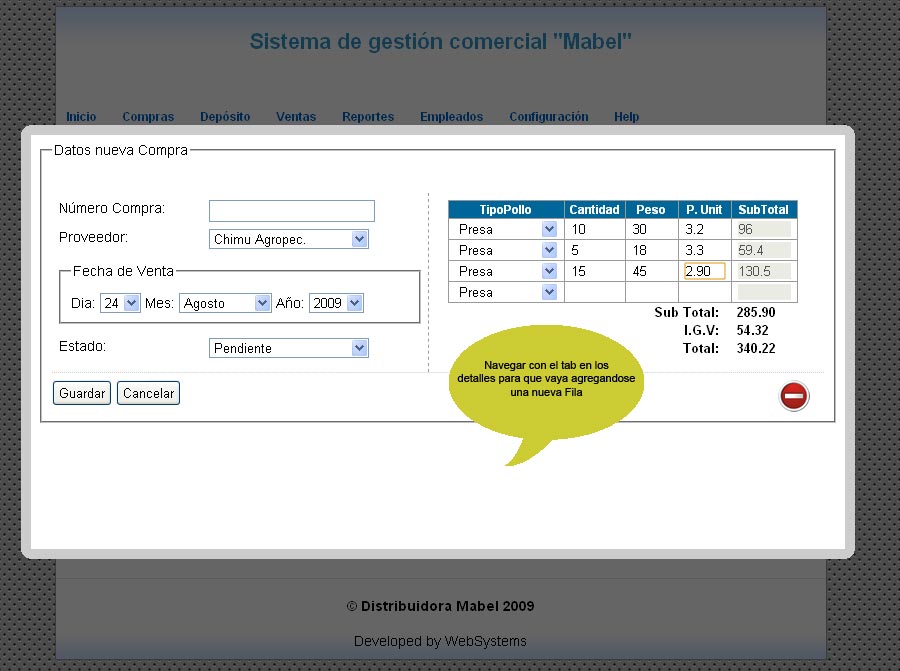 Sistema de gestión comercial "Mabel"
Inicio Compras Depósito Ventas Reportes Empleados Configuración Help
Datos nueva Compra
Número Compra:
Proveedor: Chimu Agropec.
Fecha de Venta
Dia: 24 Mes: Agosto Año: 2009
Estado: Pendiente
Guardar Cancelar
TipoPollo Cantidad Peso P. Unit SubTotal
Presa 10 30 3.2 96
Presa 5 18 3.3 59.4
Presa 15 45 2.90 130.5
Presa
Sub Total: 285.90
I.G.V: 54.32
Total: 340.22
Navegar con el tab en los
detalles para que vaya agregandose
una nueva Fila
© Distribuidora Mabel 2009
Developed by WebSystems